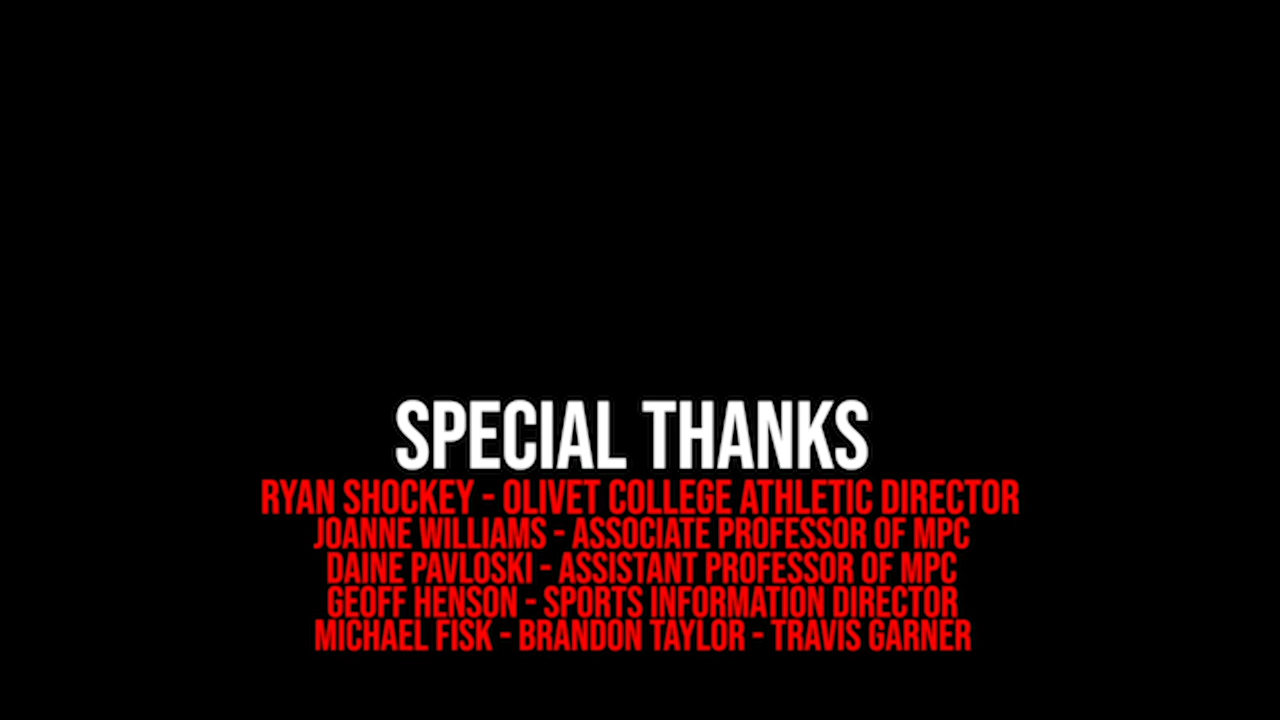 SPECIAL THANKS
RYAN SHOCKEY - OLIVET COLLEGE ATHLETIC DIRECTOR
JOANNE WILLIAMS - ASSOCIATE PROFESSOR OF MPC
DAINE PAVLOSKI - ASSISTANT PROFESSOR OF MPC
GEOFF HENSON - SPORTS INFORMATION DIRECTOR
MICHAEL FISK - BRANDON TAYLOR - TRAVIS GARNER